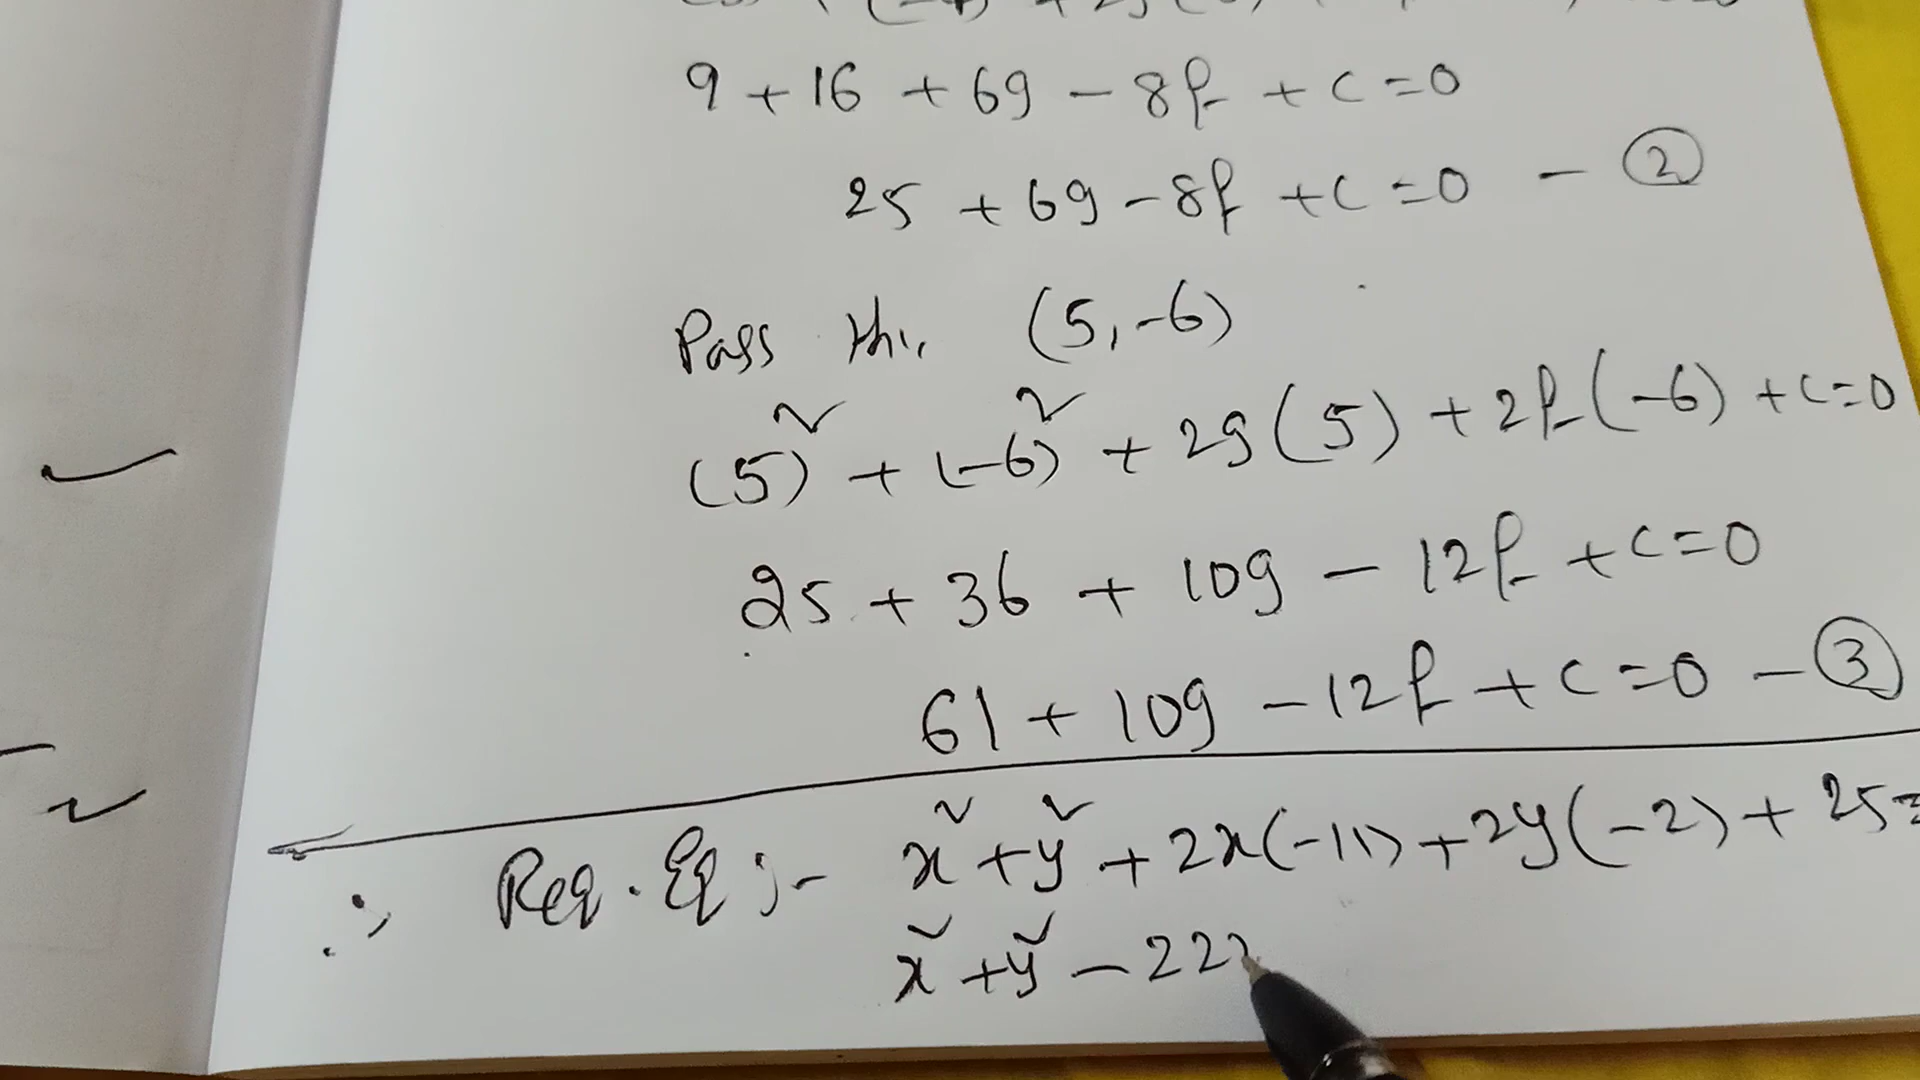 9 + 16 + 6g - 8f + c = 0
25 + 6g - 8f + c = 0 - ②
Pass thr. (5, -6)
(5)² + (-6)² + 2g(5) + 2f(-6) + c = 0
25 + 36 + 10g - 12f + c = 0
61 + 10g - 12f + c = 0 - ③
∴ Req. Eq :- x² + y² + 2x(-11) + 2y(-2) + 25 =
x² + y² - 22